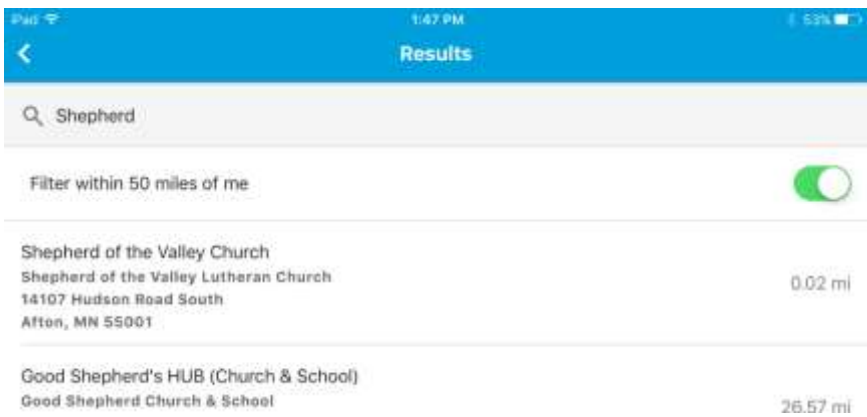 iPad 1:47 PM 53%
Results
Shepherd
Filter within 50 miles of me
Shepherd of the Valley Church
Shepherd of the Valley Lutheran Church
14107 Hudson Road South
Afton, MN 55001
0.02 mi
Good Shepherd's HUB (Church & School)
Good Shepherd Church & School
26.57 mi